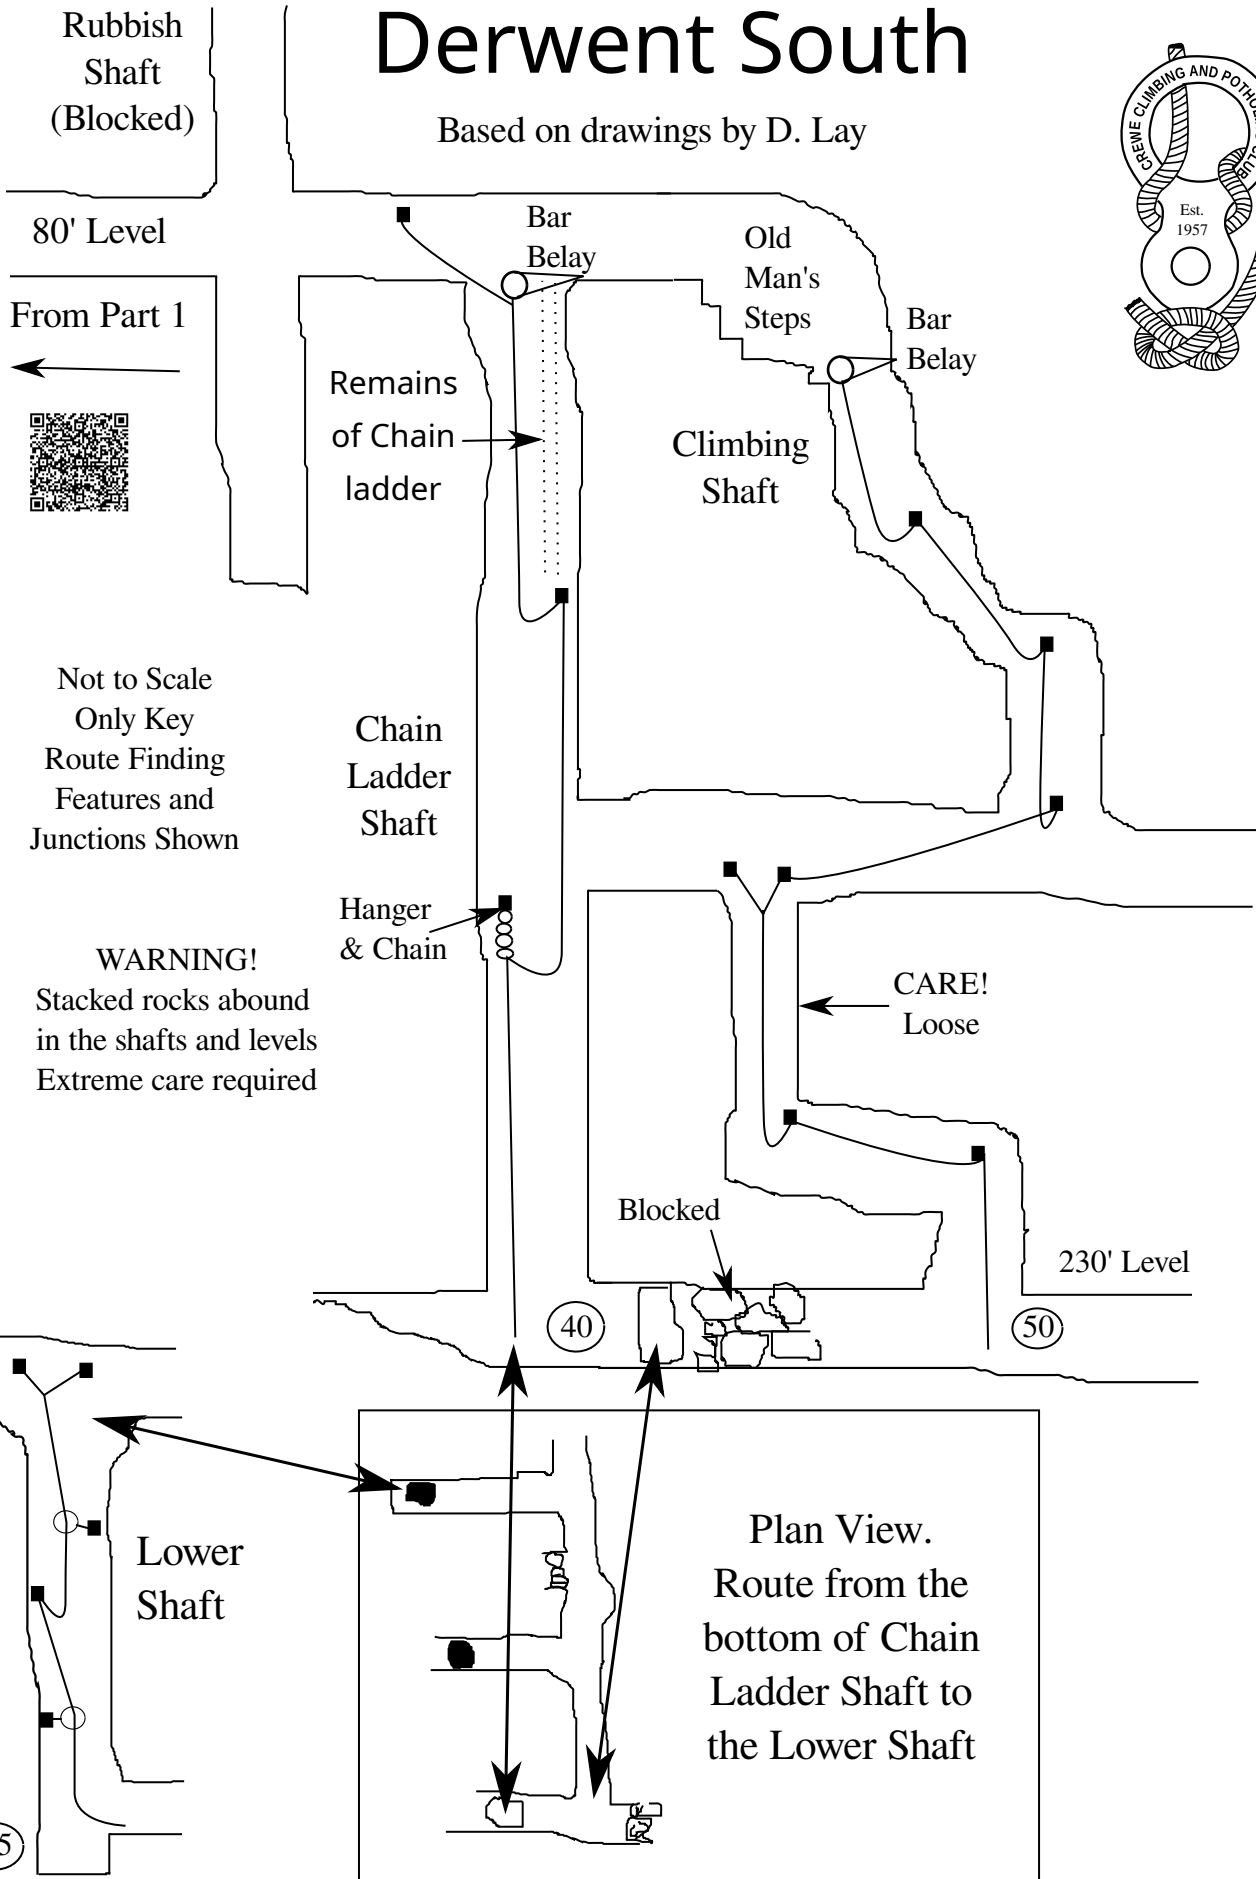 Derwent South
Based on drawings by D. Lay
Rubbish
Shaft
(Blocked)
CREWE CLIMBING AND
CLUB
Est.
1957
80' Level
From Part 1
Bar
Belay
Old
Man's
Steps
Bar
Belay
Remains
of Chain
ladder
Climbing
Shaft
Not to Scale
Only Key
Route Finding
Features and
Junctions Shown
Chain
Ladder
Shaft
Hanger
& Chain
WARNING!
Stacked rocks abound
in the shafts and levels
Extreme care required
CARE!
Loose
Blocked
230' Level
40
50
Lower
Shaft
Plan View.
Route from the
bottom of Chain
Ladder Shaft to
the Lower Shaft
5